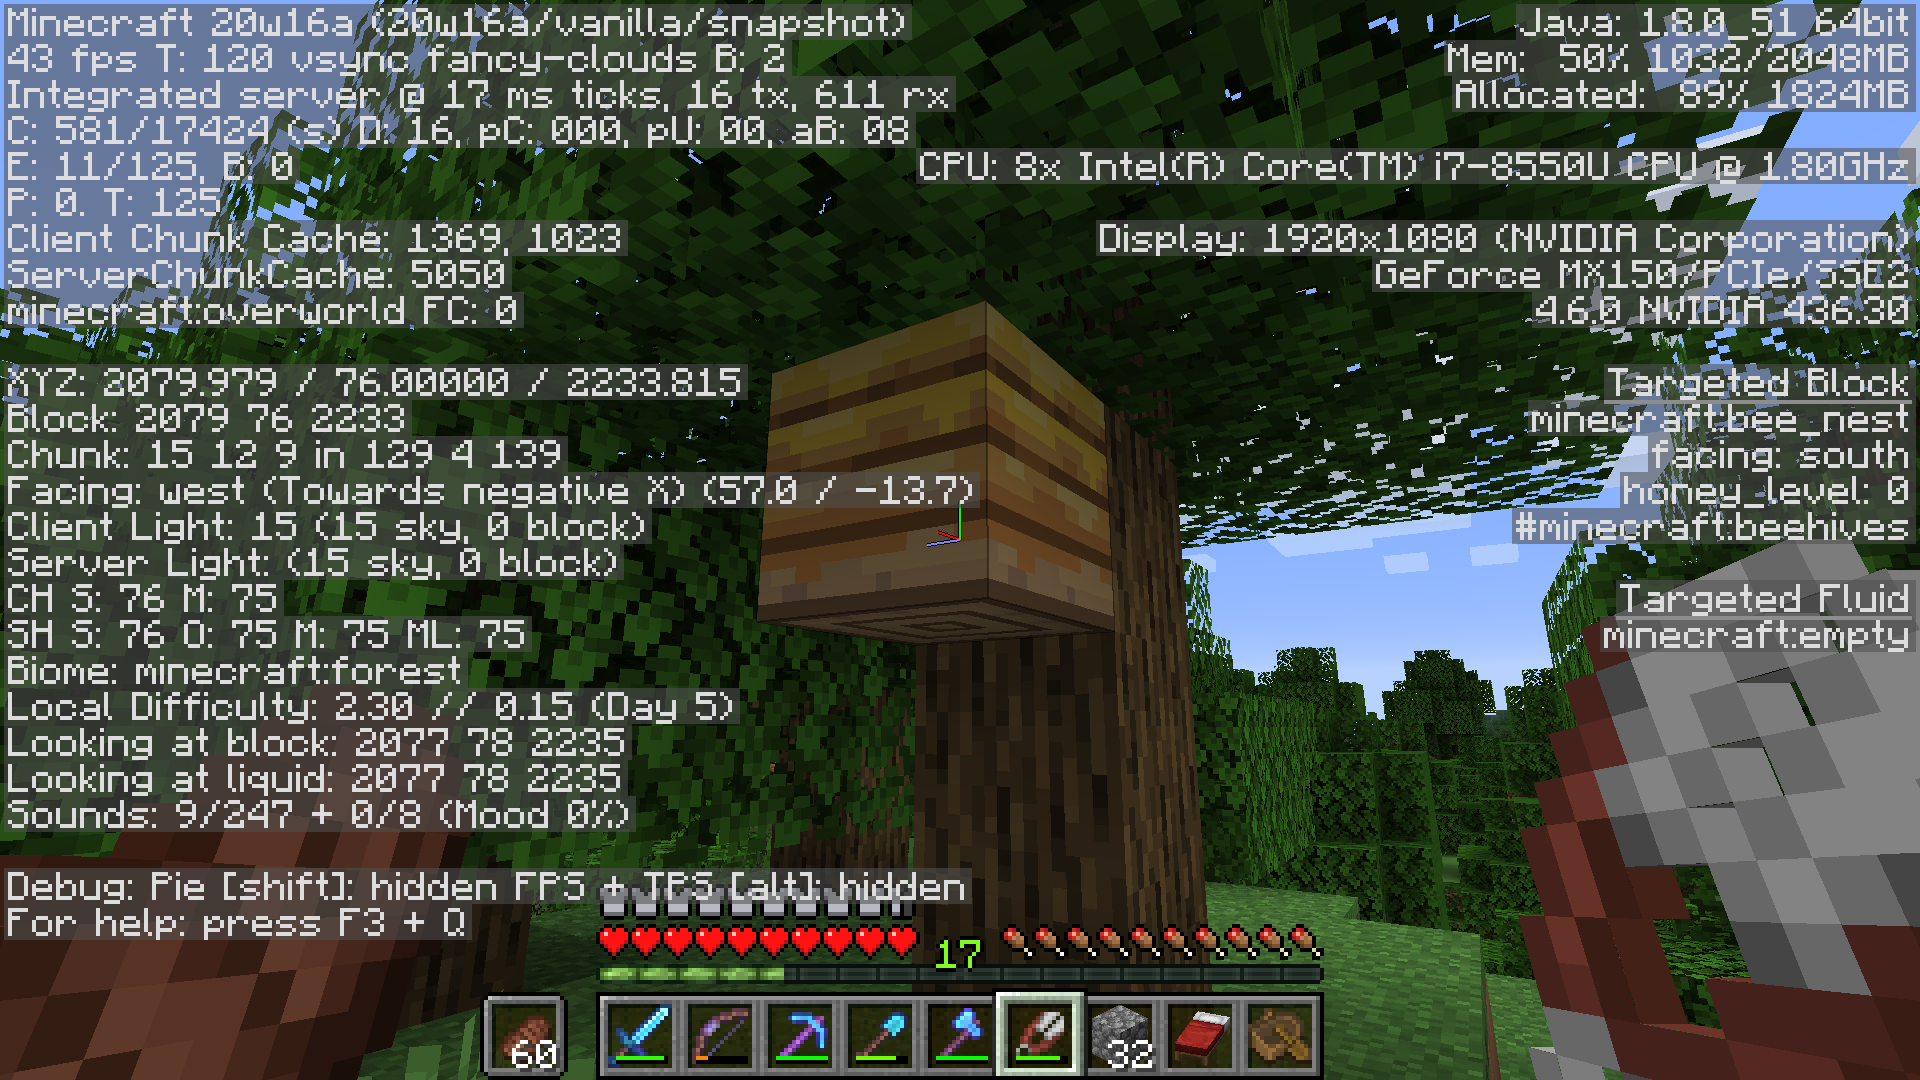 Minecraft 20w16a (20w16a/vanilla/snapshot)
43 fps T: 120 vsync fancy-clouds B: 2
Integrated server @ 17 ms ticks, 16 tx, 611 rx
C: 581/17424 (s) D: 16, pC: 000, pU: 00, aB: 08
E: 11/125, B: 0
P: 0. T: 125
Client Chunk Cache: 1369, 1023
ServerChunkCache: 5050
minecraft:overworld FC: 0
XYZ: 2079.979 / 76.00000 / 2233.815
Block: 2079 76 2233
Chunk: 15 12 9 in 129 4 139
Facing: west (Towards negative X) (57.0 / -13.7)
Client Light: 15 (15 sky, 0 block)
Server Light: (15 sky, 0 block)
CH S: 76 M: 75
SH S: 76 O: 75 M: 75 ML: 75
Biome: minecraft:forest
Local Difficulty: 2.30 // 0.15 (Day 5)
Looking at block: 2077 78 2235
Looking at liquid: 2077 78 2235
Sounds: 9/247 + 0/8 (Mood 0%)
Debug: Pie [shift]: hidden FPS + TPS [alt]: hidden
For help: press F3 + Q
Java: 1.8.0_51 64bit
Mem: 50% 1032/2048MB
Allocated: 89% 1824MB
CPU: 8x Intel(R) Core(TM) i7-8550U CPU @ 1.80GHz
Display: 1920x1080 (NVIDIA Corporation)
GeForce MX150/PCIe/SSE2
4.6.0 NVIDIA 436.30
Targeted Block
minecraft:bee_nest
facing: south
honey_level: 0
#minecraft:beehives
Targeted Fluid
minecraft:empty
17
60
32